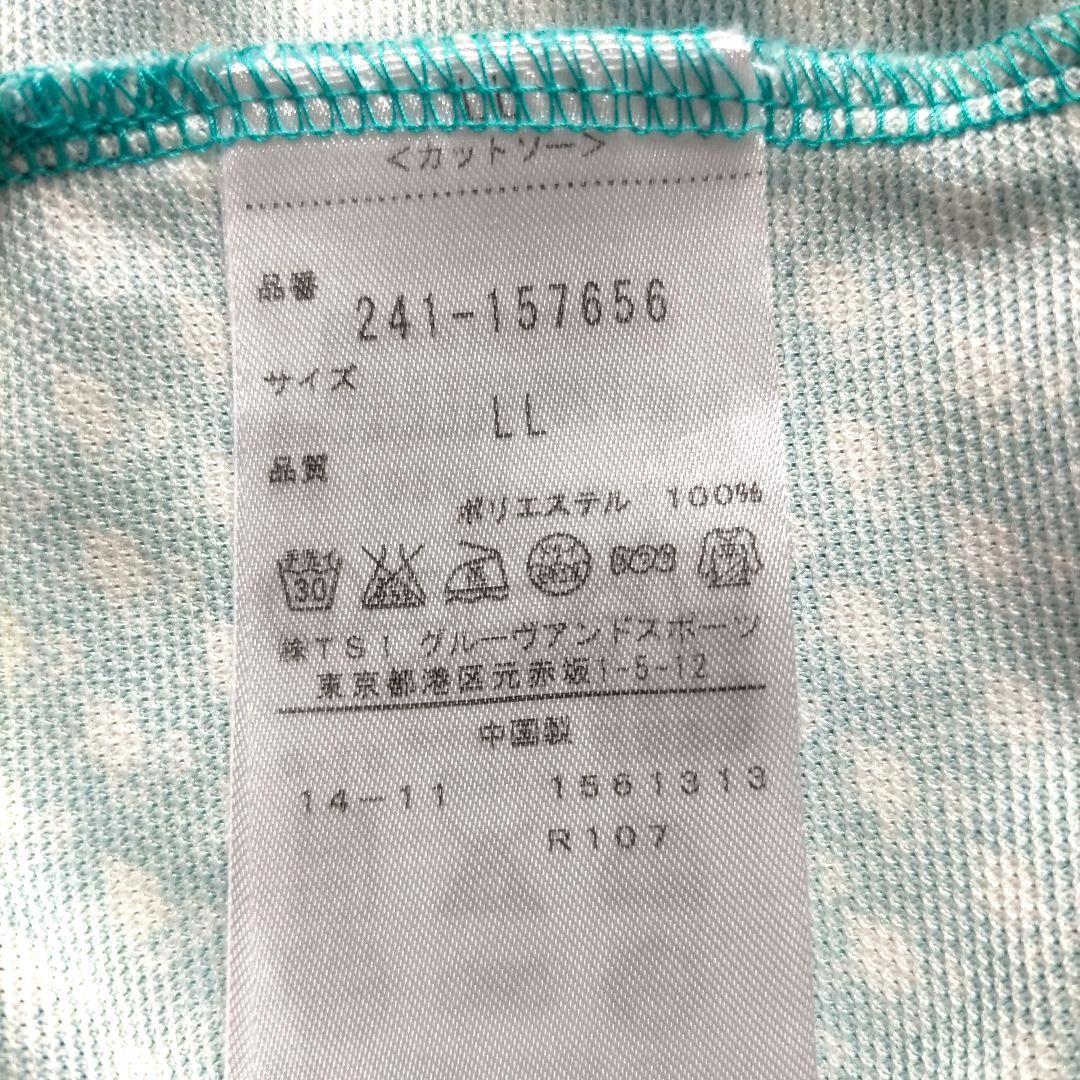 LL
<カットソー>
品番
241-157656
サイズ
LL
品質
ポリエステル 100%
30
㈱TSI グルーヴアンドスポーツ
東京都港区元赤坂1-5-12
中国製
14-11 1561313
R107